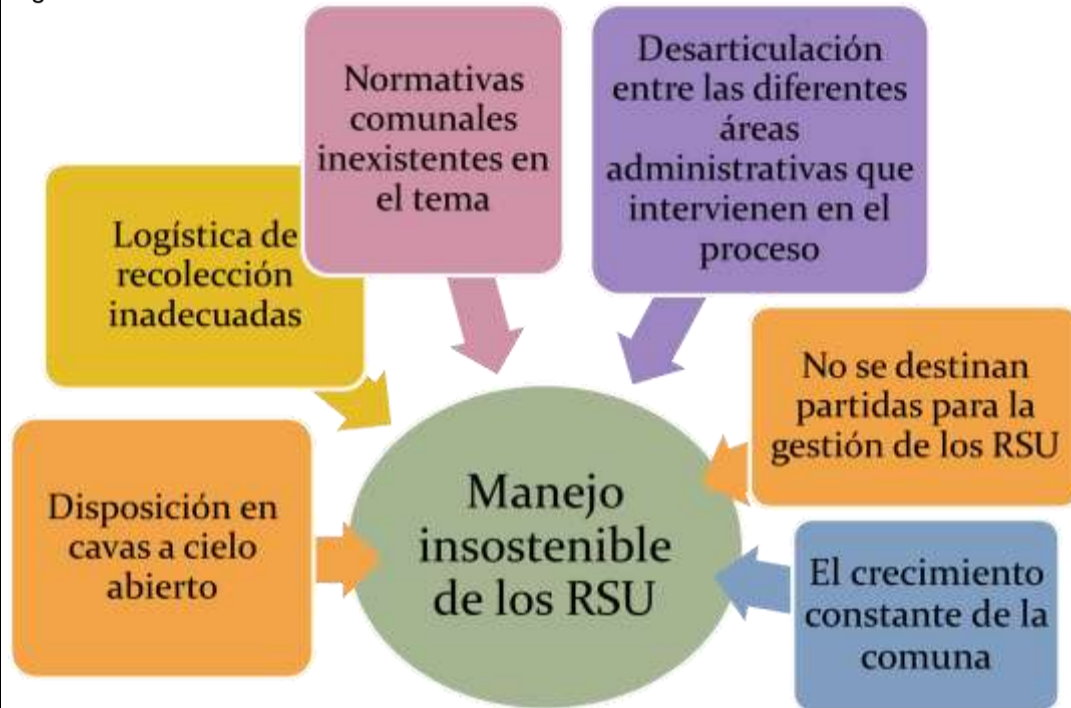 Normativas
comunales
inexistentes en
el tema
Desarticulación
entre las diferentes
áreas
administrativas que
intervienen en el
proceso
Logística de
recolección
inadecuadas
No se destinan
partidas para la
gestión de los RSU
Disposición en
cavas a cielo
abierto
Manejo
insostenible
de los RSU
El crecimiento
constante de la
comuna